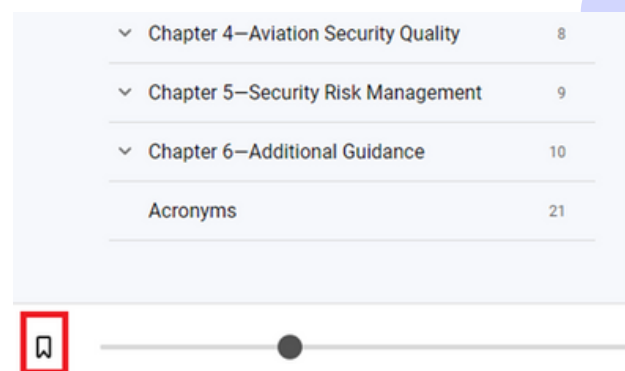 Chapter 4—Aviation Security Quality 8
Chapter 5—Security Risk Management 9
Chapter 6—Additional Guidance 10
Acronyms 21